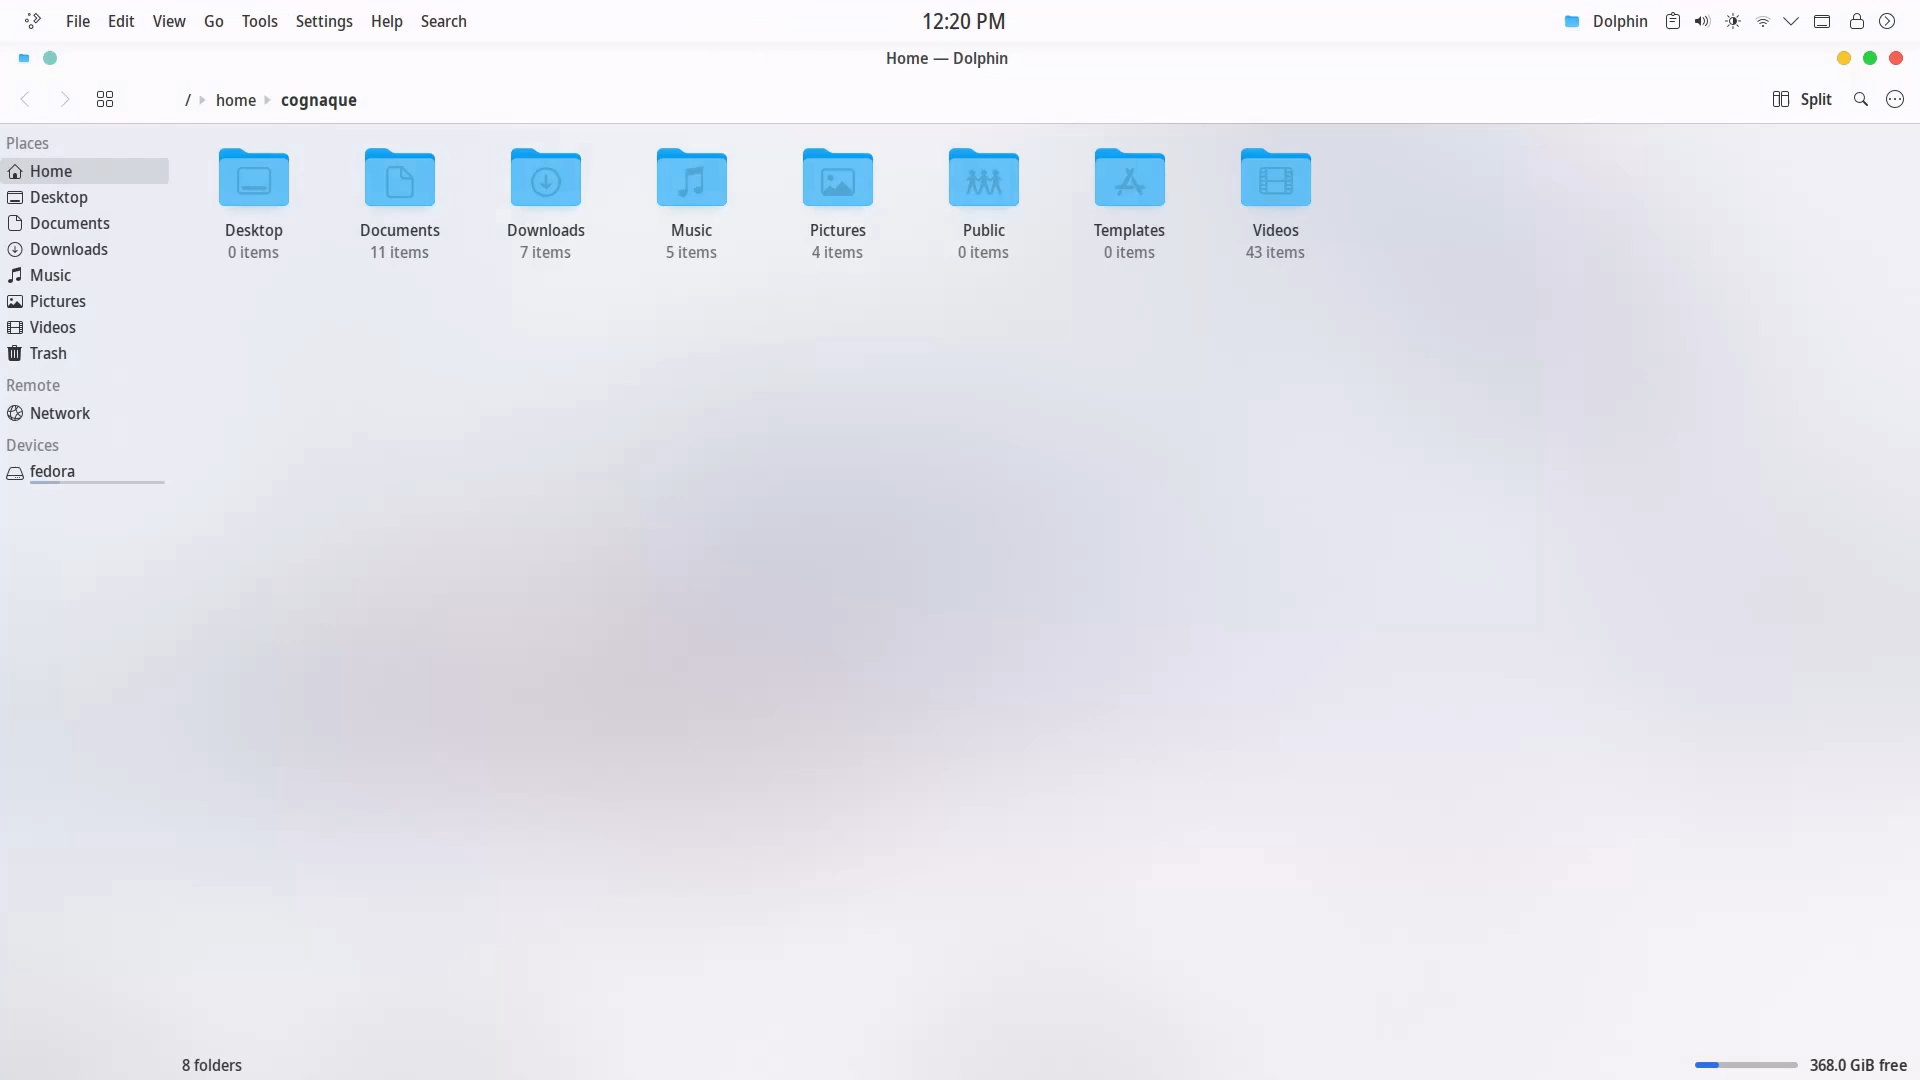 File Edit View Go Tools Settings Help Search 12:20 PM Dolphin
Home — Dolphin
/ home cognaque Split
Places
Home
Desktop
Documents
Downloads
Music
Pictures
Videos
Trash
Remote
Network
Devices
fedora
Desktop Documents Downloads Music Pictures Public Templates Videos
0 items 11 items 7 items 5 items 4 items 0 items 0 items 43 items
8 folders 368.0 GiB free